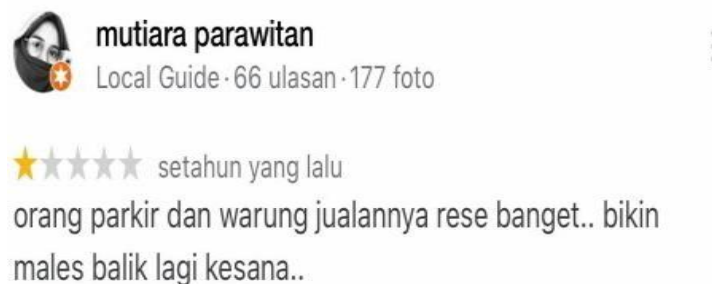 mutiara parawitan
Local Guide · 66 ulasan · 177 foto
setahun yang lalu
orang parkir dan warung jualannya rese banget.. bikin
males balik lagi kesana..